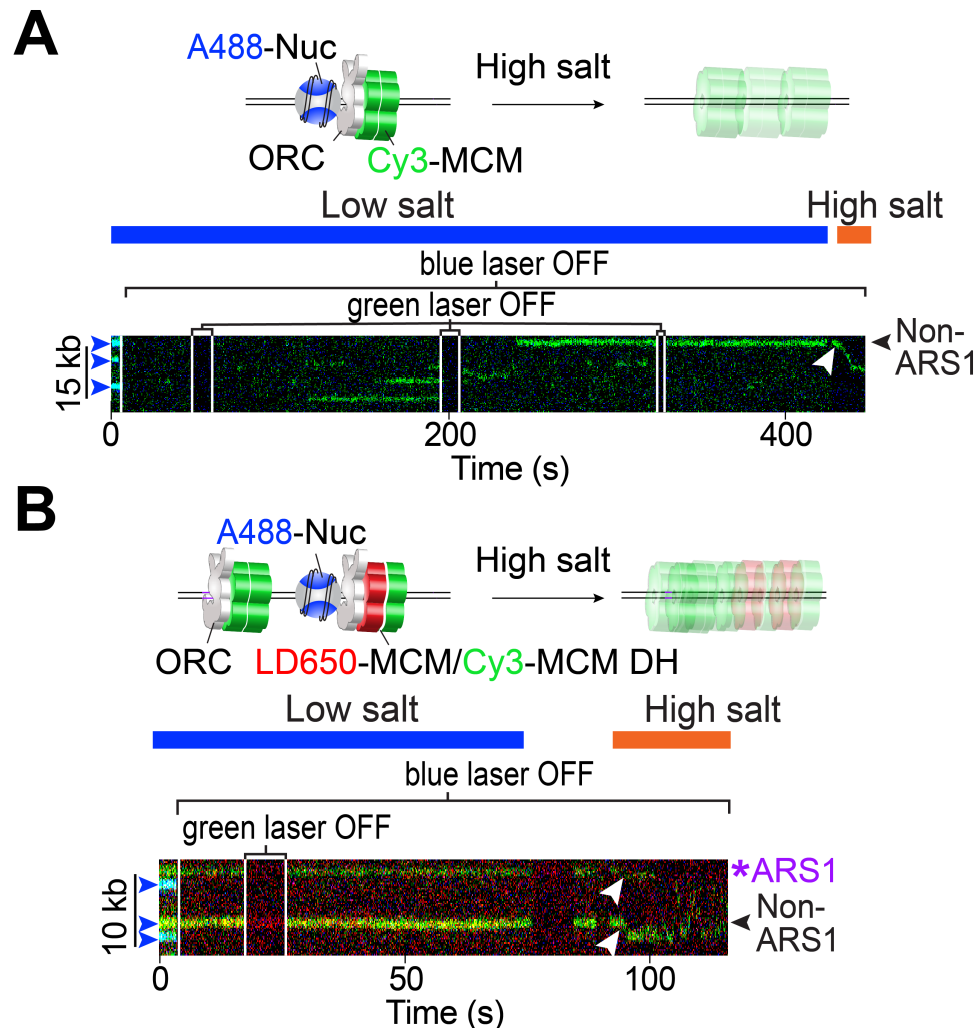 A
A488-Nuc
High salt
ORC
Cy3-MCM
Low salt
High salt
blue laser OFF
green laser OFF
15 kb
Non-
ARS1
0
200
400
Time (s)
B
A488-Nuc
High salt
ORC
LD650-MCM/Cy3-MCM DH
Low salt
High salt
blue laser OFF
green laser OFF
10 kb
*ARS1
Non-
ARS1
0
50
100
Time (s)